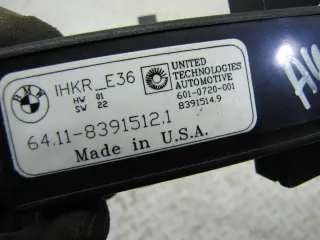 BMW
IHKR_E36
HW 01
SW 22
UNITED
TECHNOLOGIES
AUTOMOTIVE
601-0720-001
8391514.9
64.11-8391512.1
Made in U.S.A.